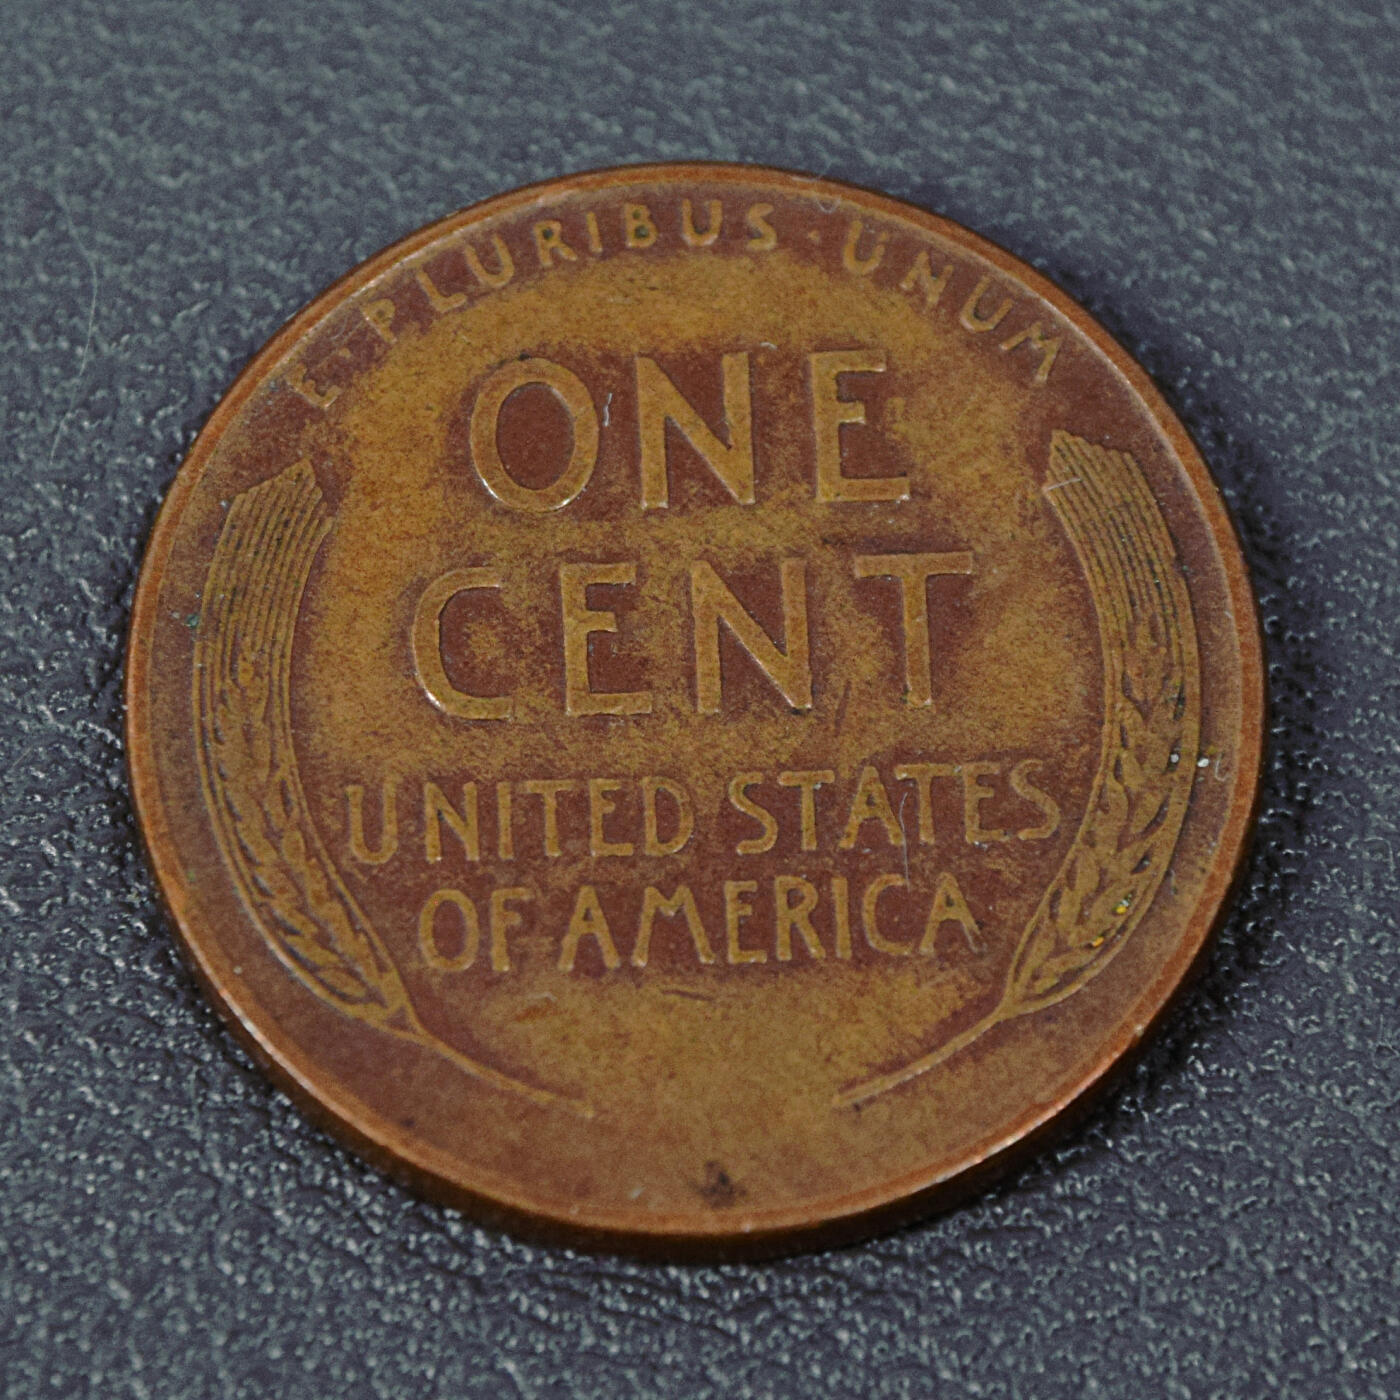 E·PLURIBUS·UNUM
ONE
CENT
UNITED STATES
OF AMERICA